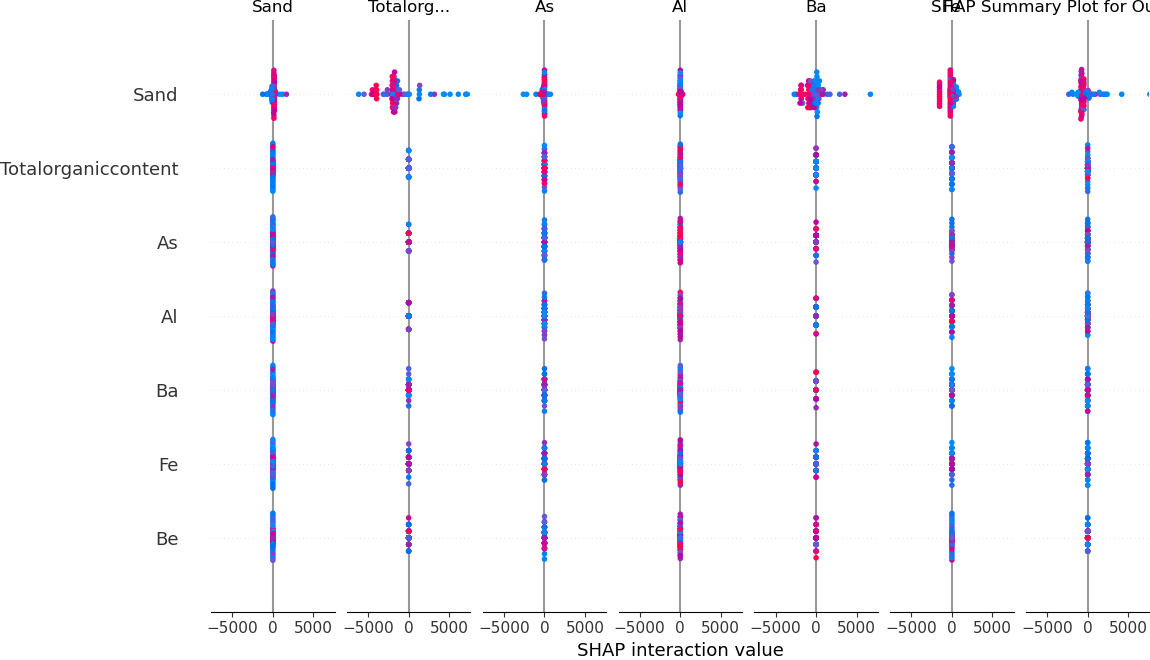 Sand Totalorg... As Al Ba Fe SHAP Summary Plot for Ou
Sand
Totalorganiccontent
As
Al
Ba
Fe
Be
−5000 0 5000 −5000 0 5000 −5000 0 5000 −5000 0 5000 −5000 0 5000 −5000 0 5000 −5000 0 5000
SHAP interaction value